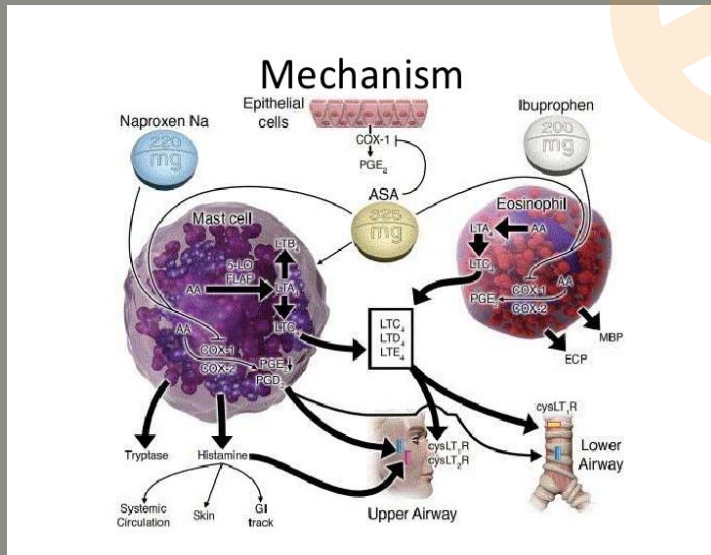 Mechanism
Epithelial
cells
Ibuprophen
200
mg
Naproxen Na
220
mg
COX-1
PGE₂
ASA
325
mg
Mast cell
LTB₄
5-LO
FLAP
AA
LTA₄
LTC₄
AA
COX-1
COX-2
PGE₂
PGD₂
Eosinophil
LTA₄
AA
LTC₄
COX-1
AA
PGE₂
COX-2
MBP
ECP
LTC₄
LTD₄
LTE₄
Tryptase
Histamine
Systemic
Circulation
Skin
GI
track
cysLT₁R
cysLT₂R
Upper Airway
cysLT₁R
Lower
Airway